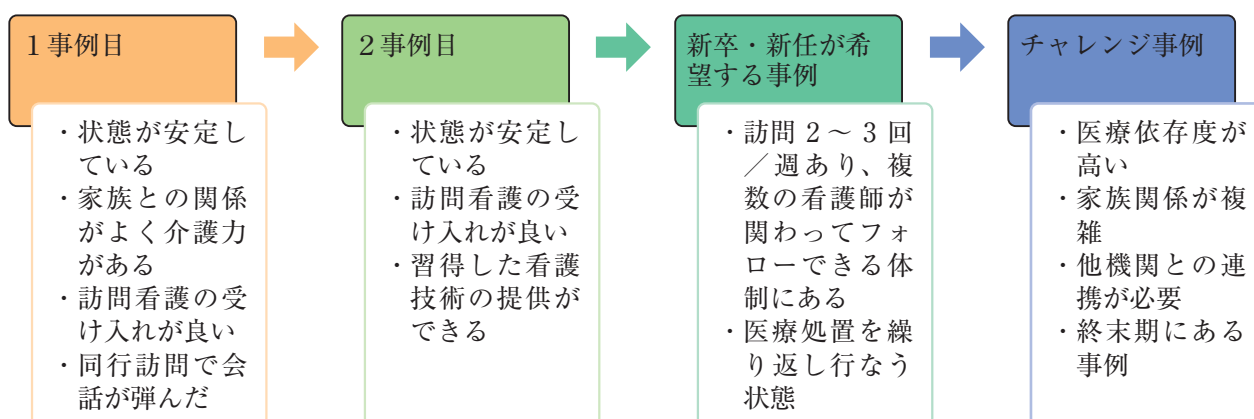 1事例目
・状態が安定し
ている
・家族との関係
がよく介護力
がある
・訪問看護の受
け入れが良い
・同行訪問で会
話が弾んだ
2事例目
・状態が安定し
ている
・訪問看護の受
け入れが良い
・習得した看護
技術の提供が
できる
新卒・新任が希
望する事例
・訪問2~3回
/週あり、複
数の看護師が
関わってフォ
ローできる体
制にある
・医療処置を繰
り返し行なう
状態
チャレンジ事例
・医療依存度が
高い
・家族関係が複
雑
・他機関との連
携が必要
・終末期にある
事例